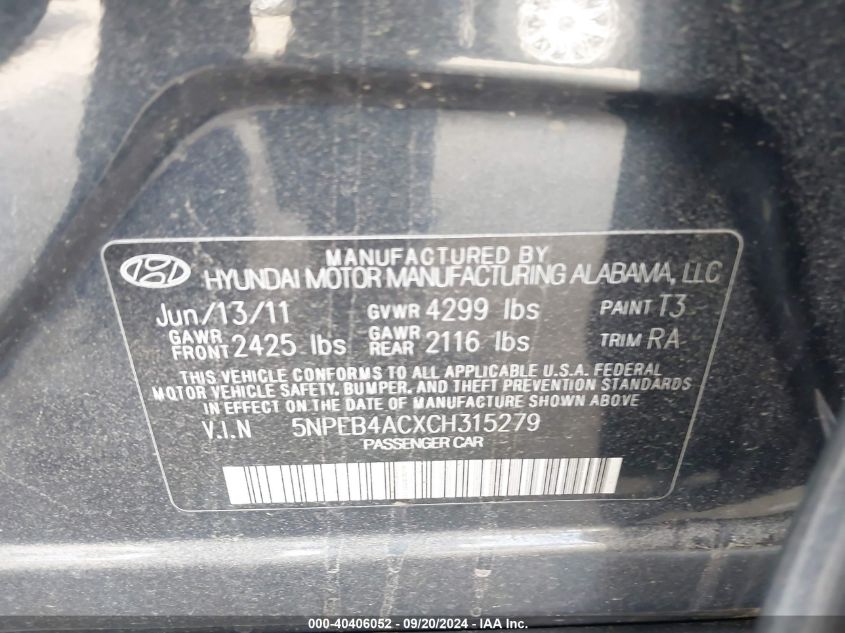 MANUFACTURED BY
HYUNDAI MOTOR MANUFACTURING ALABAMA, LLC
Jun/13/11 GVWR 4299 lbs PAINT T3
GAWR FRONT 2425 lbs GAWR REAR 2116 lbs TRIM RA
THIS VEHICLE CONFORMS TO ALL APPLICABLE U.S.A. FEDERAL
MOTOR VEHICLE SAFETY, BUMPER, AND THEFT PREVENTION STANDARDS
IN EFFECT ON THE DATE OF MANUFACTURE SHOWN ABOVE
V.I.N 5NPEB4ACXCH315279
PASSENGER CAR
000-40406052 - 09/20/2024 - IAA Inc.